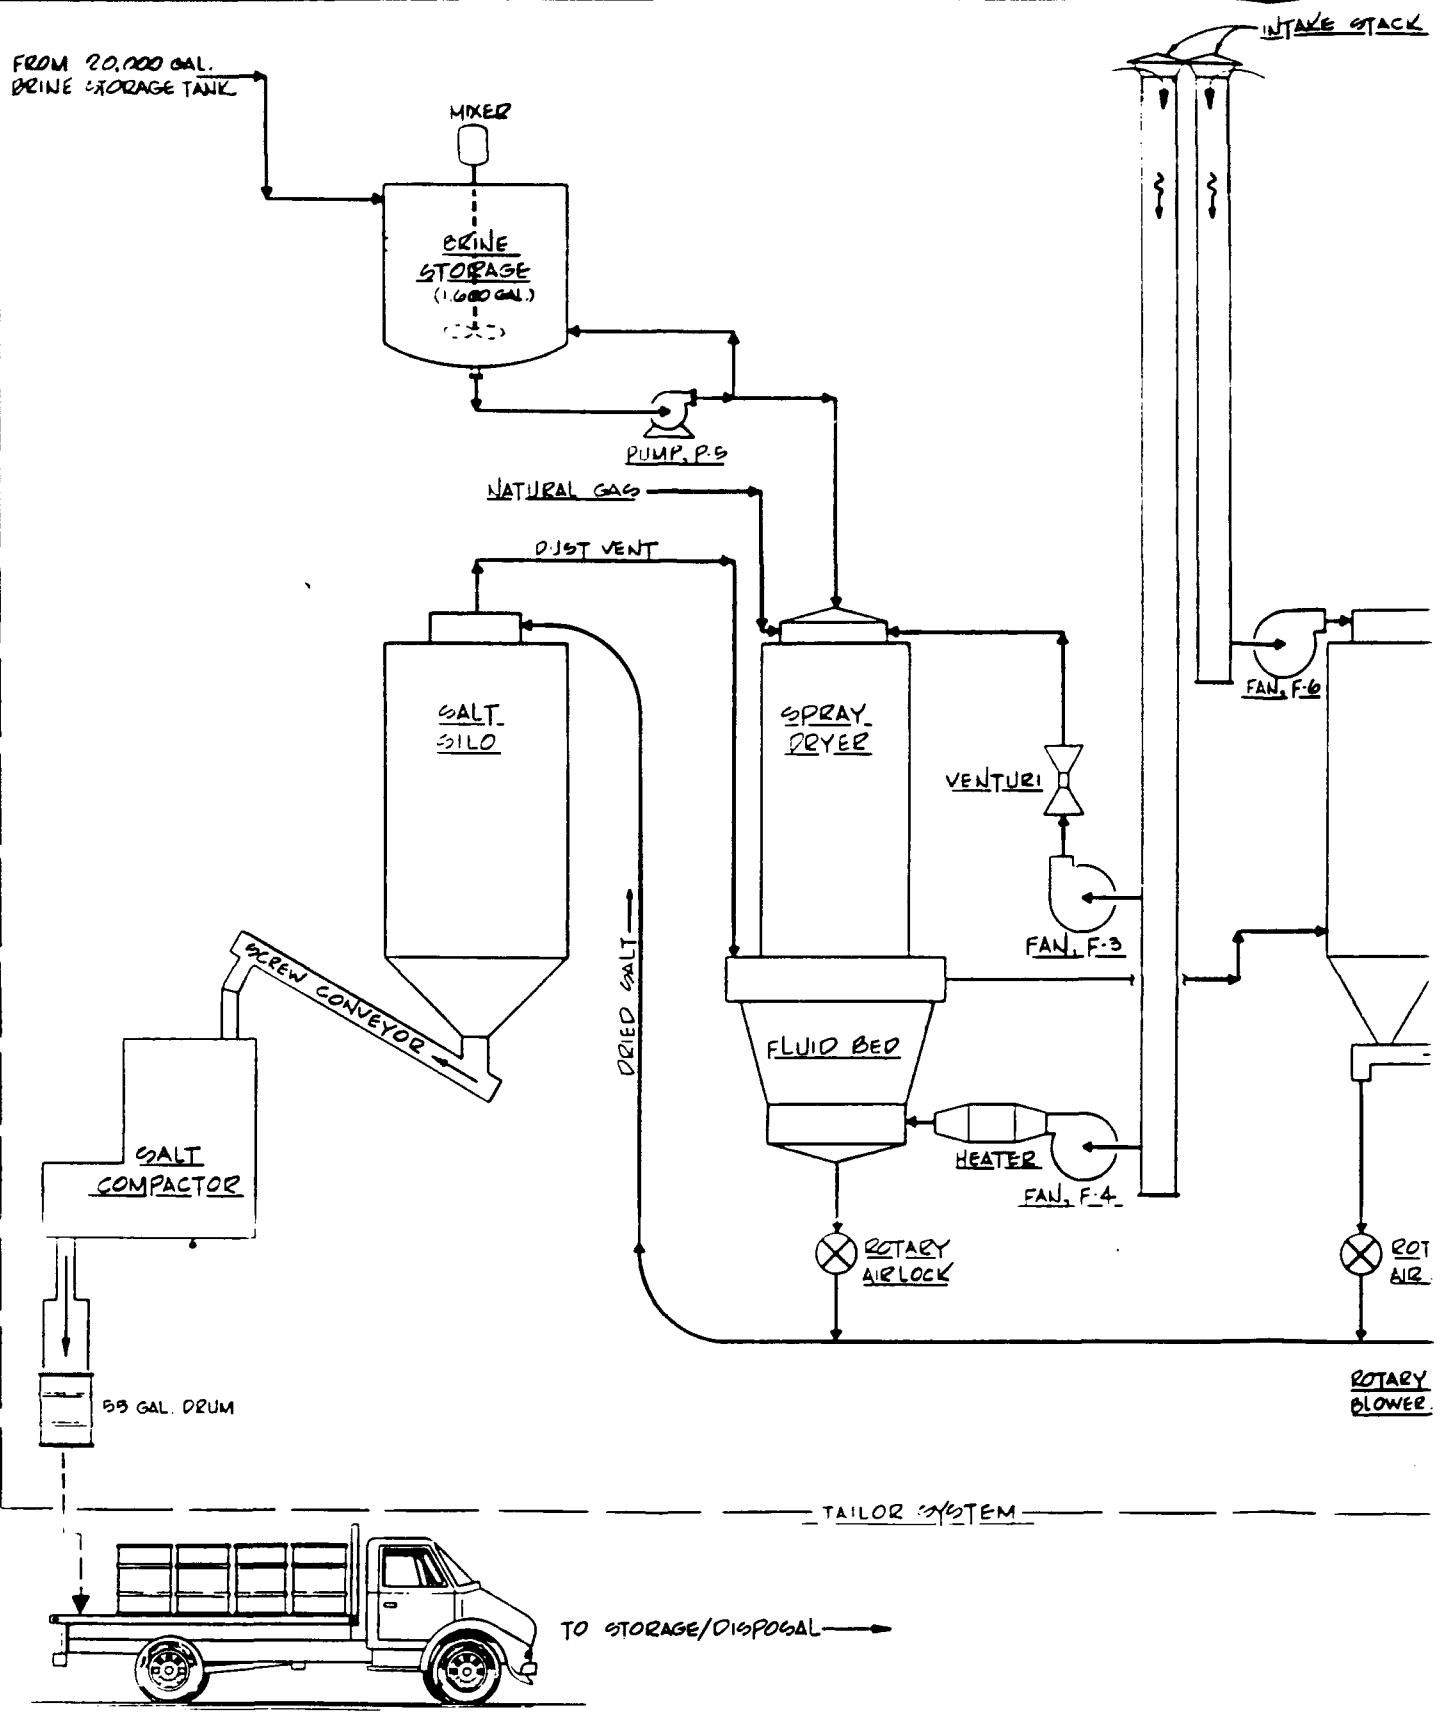 INTAKE STACK
FROM 20,000 GAL.
BRINE STORAGE TANK
MIXER
BRINE
STORAGE
(1,600 GAL.)
PUMP, P-5
NATURAL GAS
DUST VENT
SALT
SILO
SPRAY
DRYER
FAN, F-6
VENTURI
FAN, F-3
SCREW CONVEYOR
DRIED SALT
FLUID BED
SALT
COMPACTOR
HEATER
FAN, F-4
ROTARY
AIRLOCK
ROT
AIR
55 GAL. DRUM
ROTARY
BLOWER
TAILOR SYSTEM
TO STORAGE/DISPOSAL